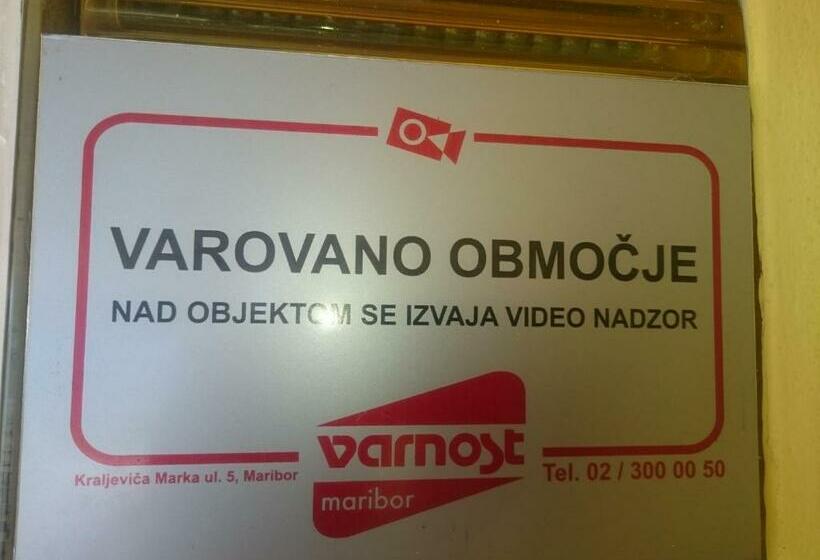 VAROVANO OBMOČJE
NAD OBJEKTOM SE IZVAJA VIDEO NADZOR
varnost
maribor
Kraljeviča Marka ul. 5, Maribor
Tel. 02 / 300 00 50